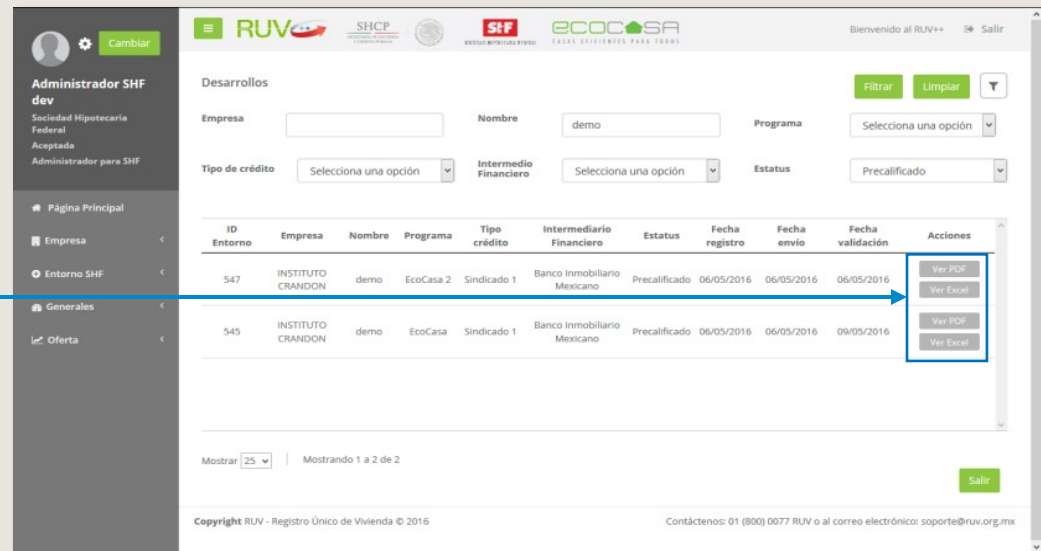 Cambiar
Administrador SHF
dev
Sociedad Hipotecaria
Federal
Aceptada
Administrador para SHF
Página Principal
Empresa
Entorno SHF
Generales
Oferta
RUV
SHCP
SHF
ECOCASA
CASAS EFICIENTES PARA TODOS
Bienvenido al RUV++ Salir
Desarrollos
Filtrar Limpiar
Empresa Nombre demo Programa Selecciona una opción
Tipo de crédito Selecciona una opción Intermedio Financiero Selecciona una opción Estatus Precalificado
ID Entorno Empresa Nombre Programa Tipo crédito Intermediario Financiero Estatus Fecha registro Fecha envío Fecha validación Acciones
547 INSTITUTO CRANDON demo EcoCasa 2 Sindicado 1 Banco Inmobiliario Mexicano Precalificado 06/05/2016 06/05/2016 06/05/2016 Ver PDF
Ver Excel
545 INSTITUTO CRANDON demo EcoCasa Sindicado 1 Banco Inmobiliario Mexicano Precalificado 06/05/2016 06/05/2016 09/05/2016 Ver PDF
Ver Excel
Mostrar 25 Mostrando 1 a 2 de 2
Salir
Copyright RUV - Registro Único de Vivienda © 2016 Contáctenos: 01 (800) 0077 RUV o al correo electrónico: soporte@ruv.org.mx